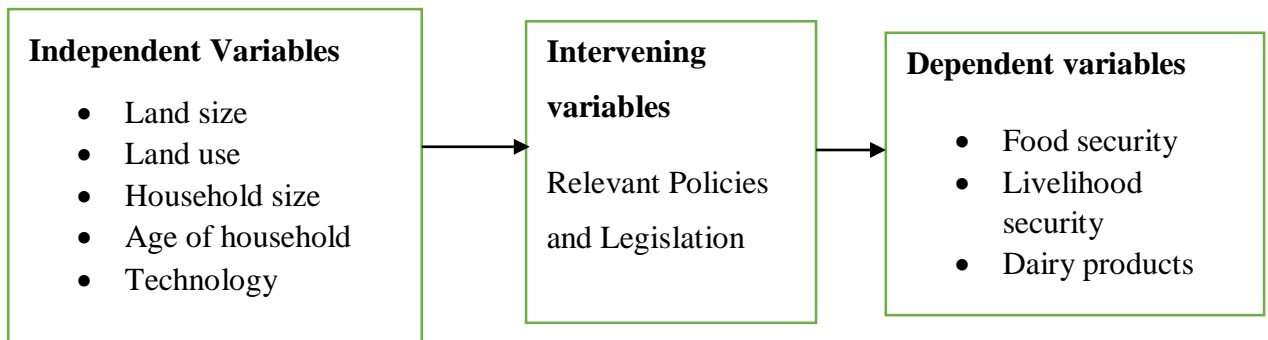 Independent Variables
• Land size
• Land use
• Household size
• Age of household
• Technology
Intervening
variables
Relevant Policies
and Legislation
Dependent variables
• Food security
• Livelihood
security
• Dairy products